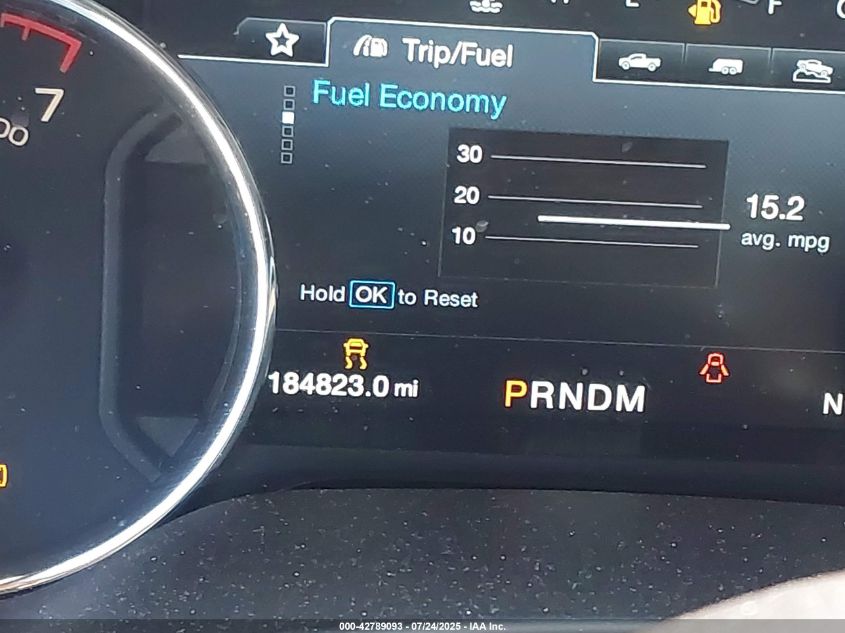 F
7
00
Trip/Fuel
Fuel Economy
30
20
10
15.2
avg. mpg
Hold OK to Reset
184823.0 mi
PRNDM
N
000-42789093 - 07/24/2025 - IAA Inc.